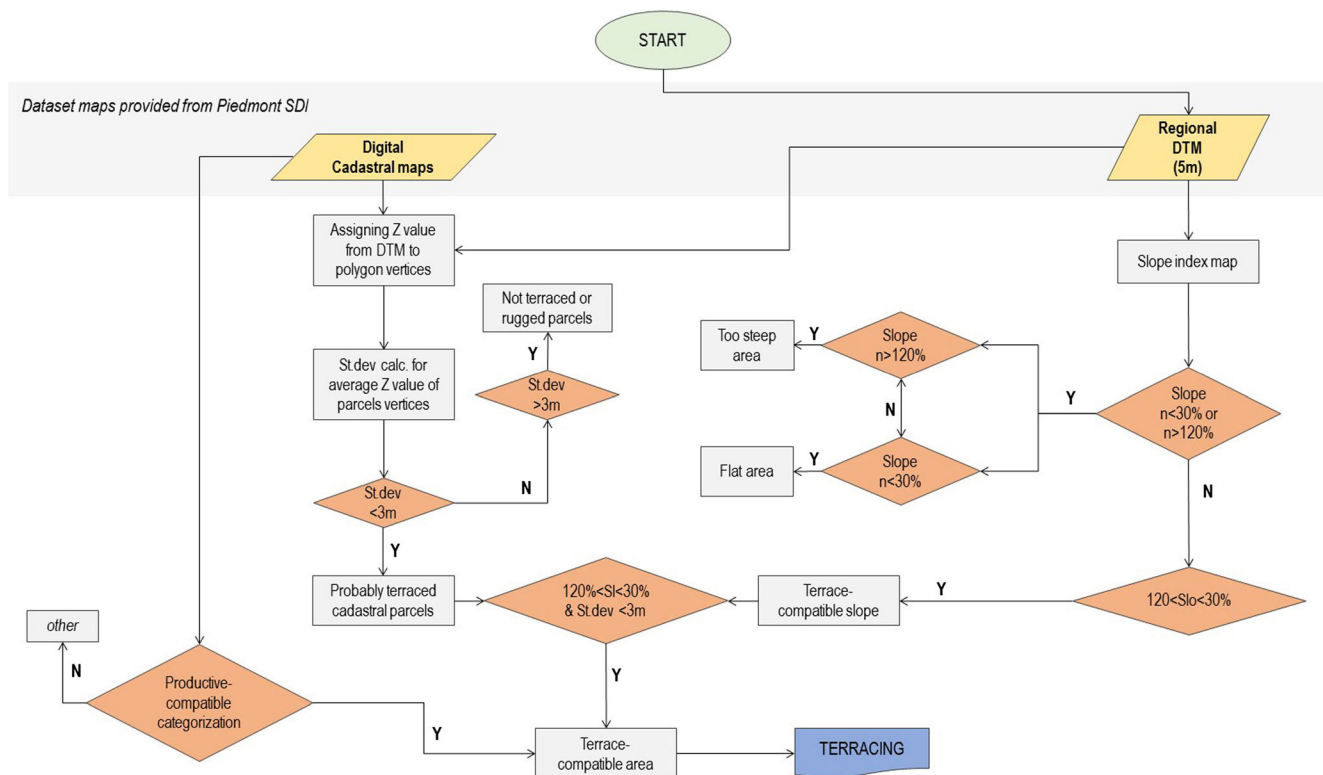 START
Dataset maps provided from Piedmont SDI
Digital
Cadastral maps
Regional
DTM
(5m)
Assigning Z value
from DTM to
polygon vertices
Slope index map
Not terraced or
rugged parcels
Too steep
area
Y
Slope
n>120%
Y
St.dev calc. for
average Z value of
parcels vertices
St.dev
>3m
N
Y
Slope
n<30% or
n>120%
Flat area
Y
Slope
n<30%
St.dev
<3m
N
N
Y
Probably terraced
cadastral parcels
120%<Sl<30%
& St.dev <3m
Terrace-
compatible slope
Y
120<Slo<30%
other
N
Productive-
compatible
categorization
Y
Y
Terrace-
compatible area
TERRACING